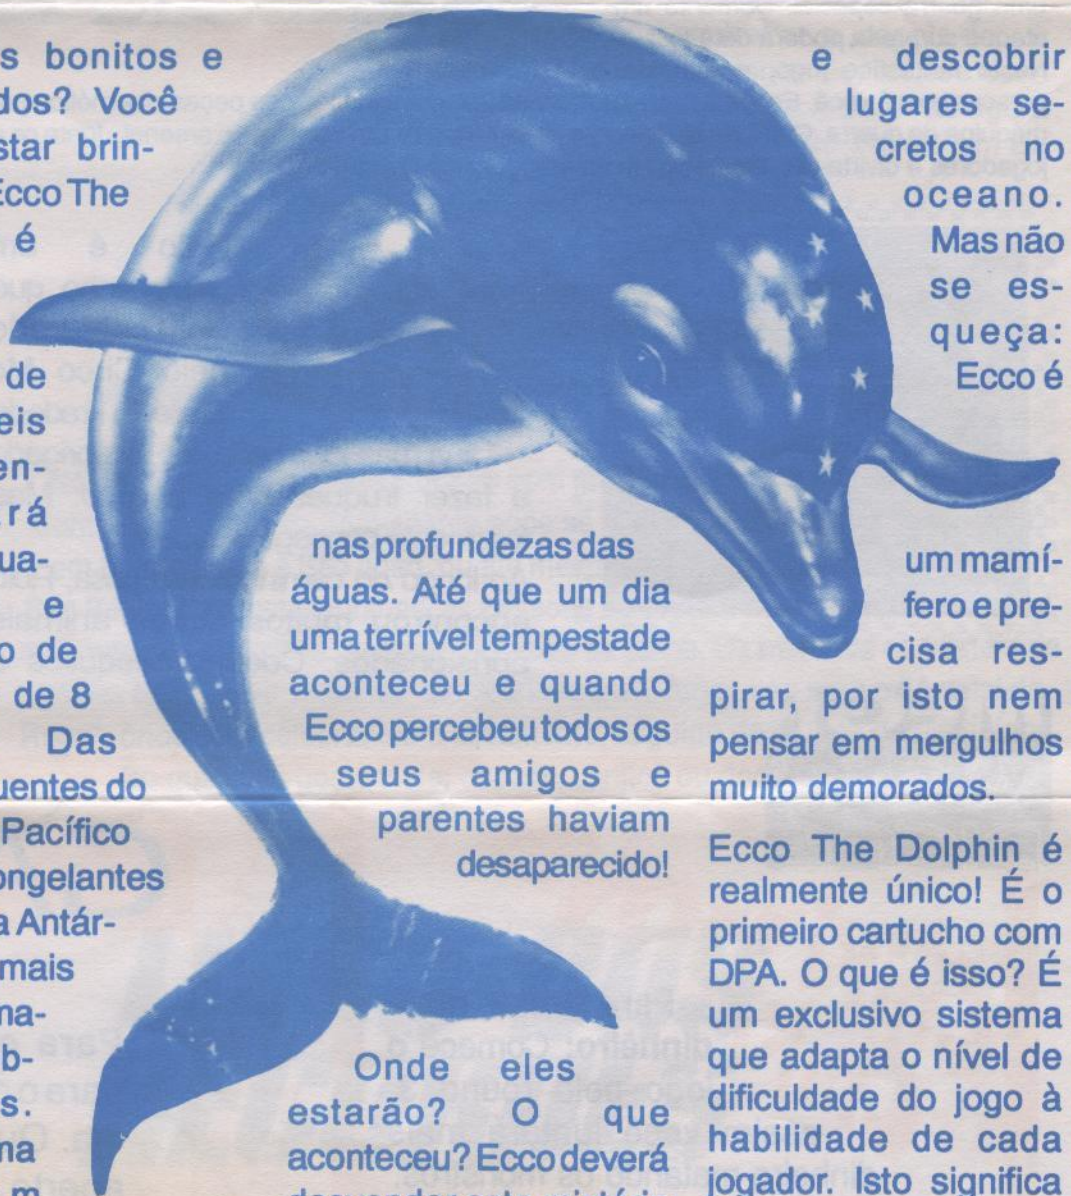 s bonitos e
dos? Você
star brin-
Ecco The
é
de
eis
en-
rá
ua-
e
o de
de 8
Das
uentes do
Pacífico
ongelantes
a Antár-
mais
na-
b-
s.
na
m
nas profundezas das
águas. Até que um dia
uma terrível tempestade
aconteceu e quando
Ecco percebeu todos os
seus amigos e
parentes haviam
desaparecido!
Onde eles
estarão? O que
aconteceu? Ecco deverá
e descobrir
lugares se-
cretos no
oceano.
Mas não
se es-
queça:
Ecco é
um mamí-
fero e pre-
cisa res-
pirar, por isto nem
pensar em mergulhos
muito demorados.
Ecco The Dolphin é
realmente único! É o
primeiro cartucho com
DPA. O que é isso? É
um exclusivo sistema
que adapta o nível de
dificuldade do jogo à
habilidade de cada
jogador. Isto significa